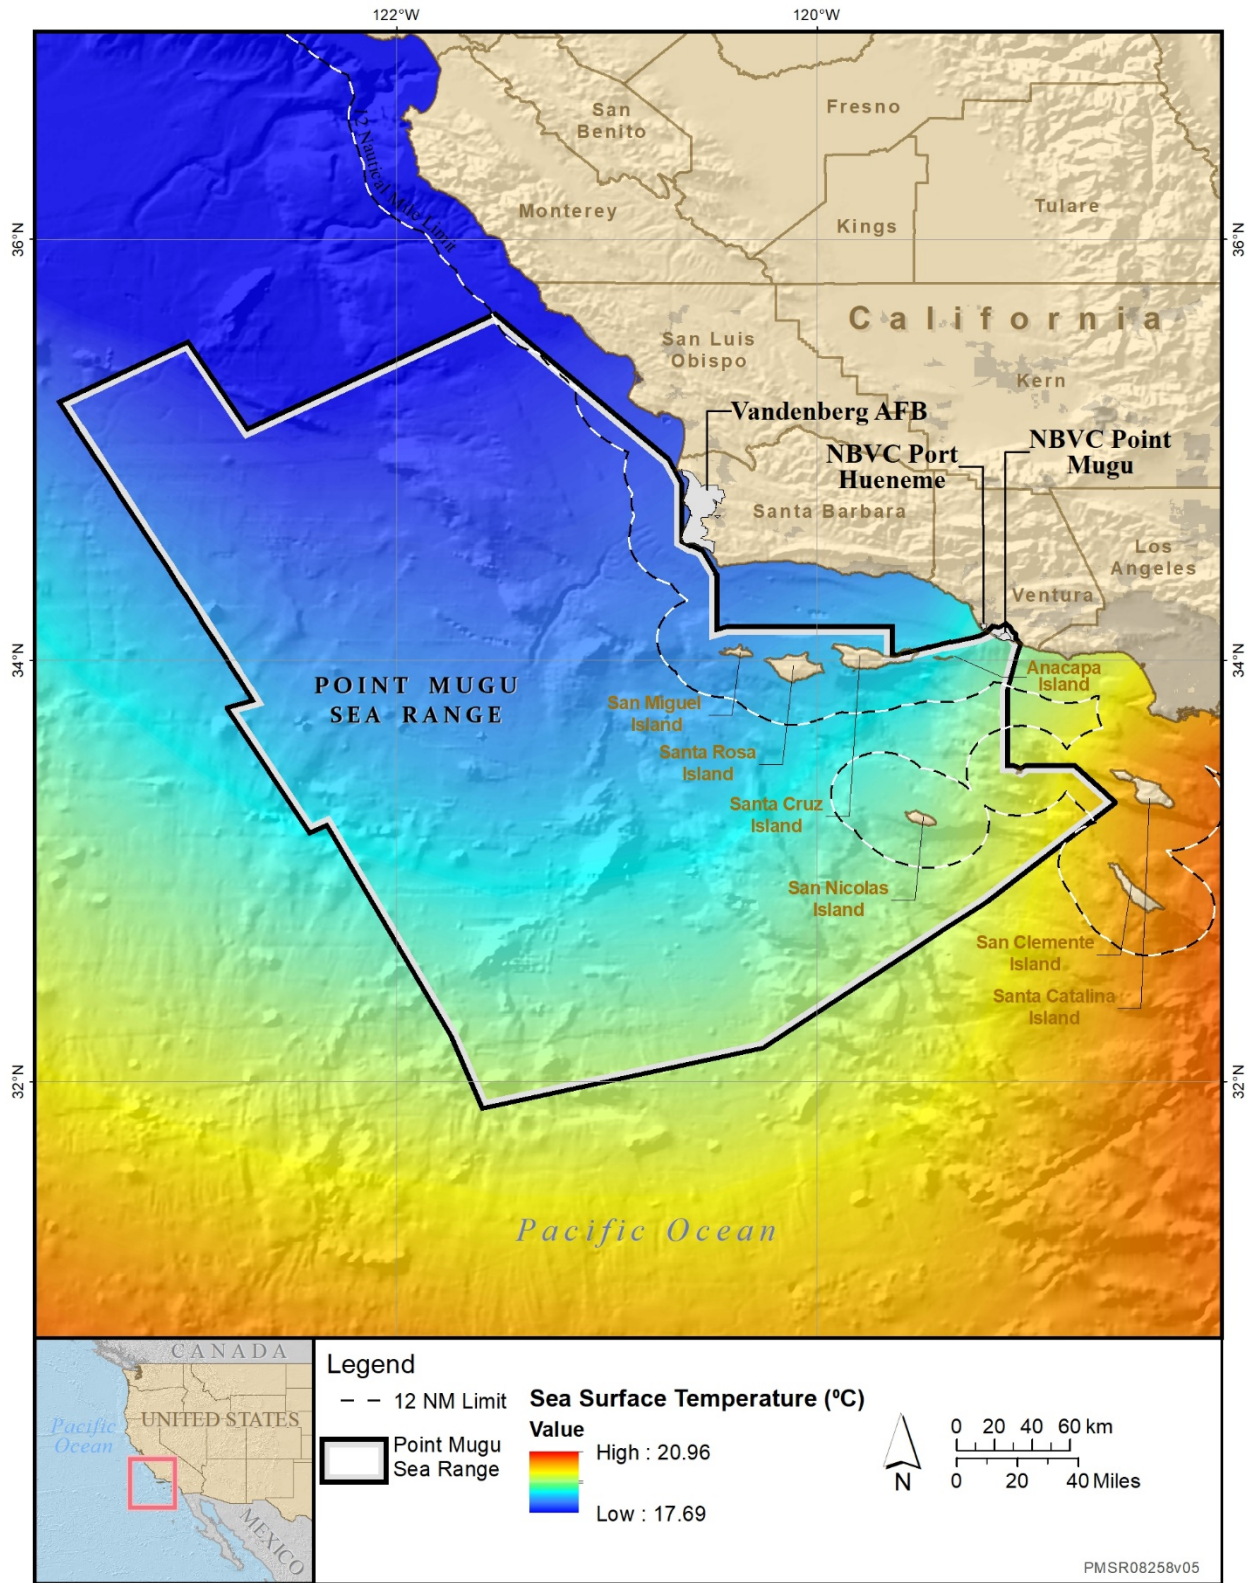 122°W
120°W
San
Benito
Fresno
12 Nautical Mile Limit
Monterey
Kings
Tulare
36°N
36°N
California
San Luis
Obispo
Kern
Vandenberg AFB
NBVC Port
Hueneme
NBVC Point
Mugu
Santa Barbara
Los
Angeles
Ventura
34°N
34°N
POINT MUGU
SEA RANGE
Anacapa
Island
San Miguel
Island
Santa Rosa
Island
Santa Cruz
Island
San Nicolas
Island
San Clemente
Island
Santa Catalina
Island
32°N
32°N
Pacific Ocean
CANADA
UNITED STATES
Pacific
Ocean
MEXICO
Legend
12 NM Limit
Point Mugu
Sea Range
Sea Surface Temperature (ºC)
Value
High : 20.96
Low : 17.69
N
0 20 40 60 km
0 20 40 Miles
PMSR08258v05